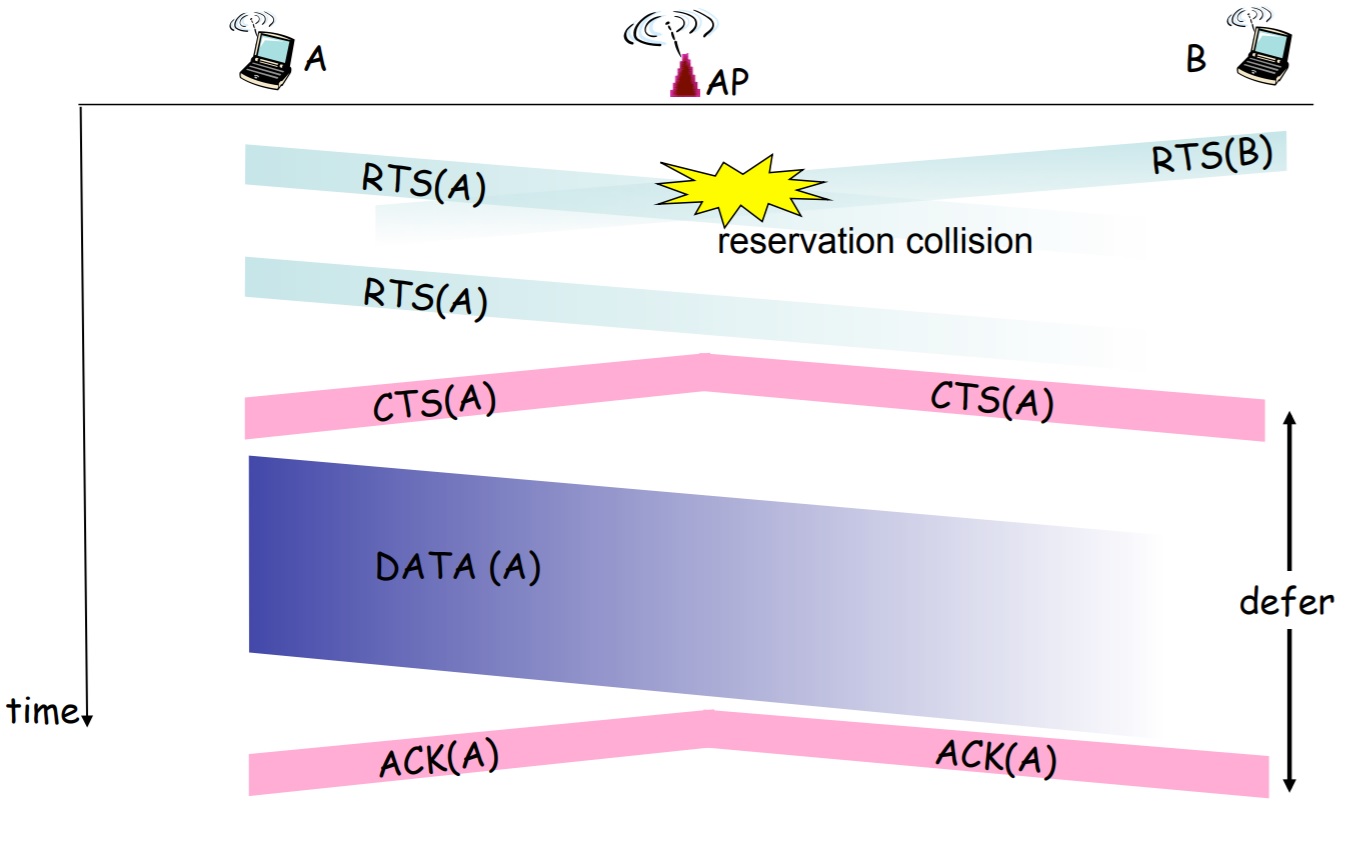 A
AP
B
RTS(A)
RTS(B)
reservation collision
RTS(A)
CTS(A)
CTS(A)
DATA (A)
defer
time
ACK(A)
ACK(A)